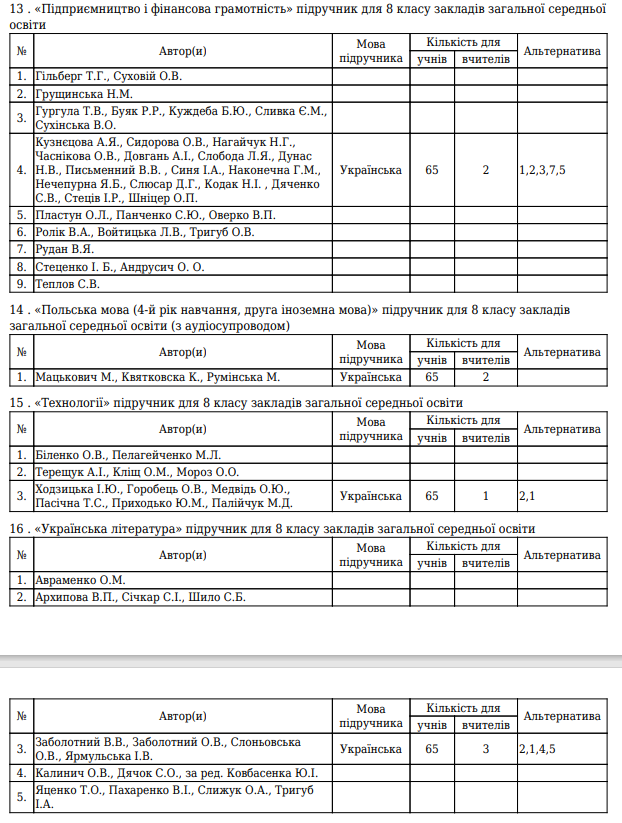 13 . «Підприємництво і фінансова грамотність» підручник для 8 класу закладів загальної середньої
освіти
№ Автор(и) Мова підручника Кількість для учнів вчителів Альтернатива
1. Гільберг Т.Г., Суховій О.В.
2. Грущинська Н.М.
3. Гургула Т.В., Буяк Р.Р., Куждеба Б.Ю., Сливка Є.М.,
Сухінська В.О.
Кузнєцова А.Я., Сидорова О.В., Нагайчук Н.Г.,
Часнікова О.В., Довгань А.І., Слобода Л.Я., Дунас
4. Н.В., Письменний В.В. , Синя І.А., Наконечна Г.М., Українська 65 2 1,2,3,7,5
Нечепурна Я.Б., Слюсар Д.Г., Кодак Н.І. , Дяченко
С.В., Стеців І.Р., Шніцер О.П.
5. Пластун О.Л., Панченко С.Ю., Оверко В.П.
6. Ролік В.А., Войтицька Л.В., Тригуб О.В.
7. Рудан В.Я.
8. Стеценко І. Б., Андрусич О. О.
9. Теплов С.В.
14 . «Польська мова (4-й рік навчання, друга іноземна мова)» підручник для 8 класу закладів
загальної середньої освіти (з аудіосупроводом)
№ Автор(и) Мова підручника Кількість для учнів вчителів Альтернатива
1. Мацькович М., Квятковска К., Румінська М. Українська 65 2
15 . «Технології» підручник для 8 класу закладів загальної середньої освіти
№ Автор(и) Мова підручника Кількість для учнів вчителів Альтернатива
1. Біленко О.В., Пелагейченко М.Л.
2. Терещук А.І., Кліщ О.М., Мороз О.О.
3. Ходзицька І.Ю., Горобець О.В., Медвідь О.Ю., Українська 65 1 2,1
Пасічна Т.С., Приходько Ю.М., Палійчук М.Д.
16 . «Українська література» підручник для 8 класу закладів загальної середньої освіти
№ Автор(и) Мова підручника Кількість для учнів вчителів Альтернатива
1. Авраменко О.М.
2. Архипова В.П., Січкар С.І., Шило С.Б.
№ Автор(и) Мова підручника Кількість для учнів вчителів Альтернатива
3. Заболотний В.В., Заболотний О.В., Слоньовська Українська 65 3 2,1,4,5
О.В., Ярмульська І.В.
4. Калинич О.В., Дячок С.О., за ред. Ковбасенка Ю.І.
5. Яценко Т.О., Пахаренко В.І., Слижук О.А., Тригуб
І.А.